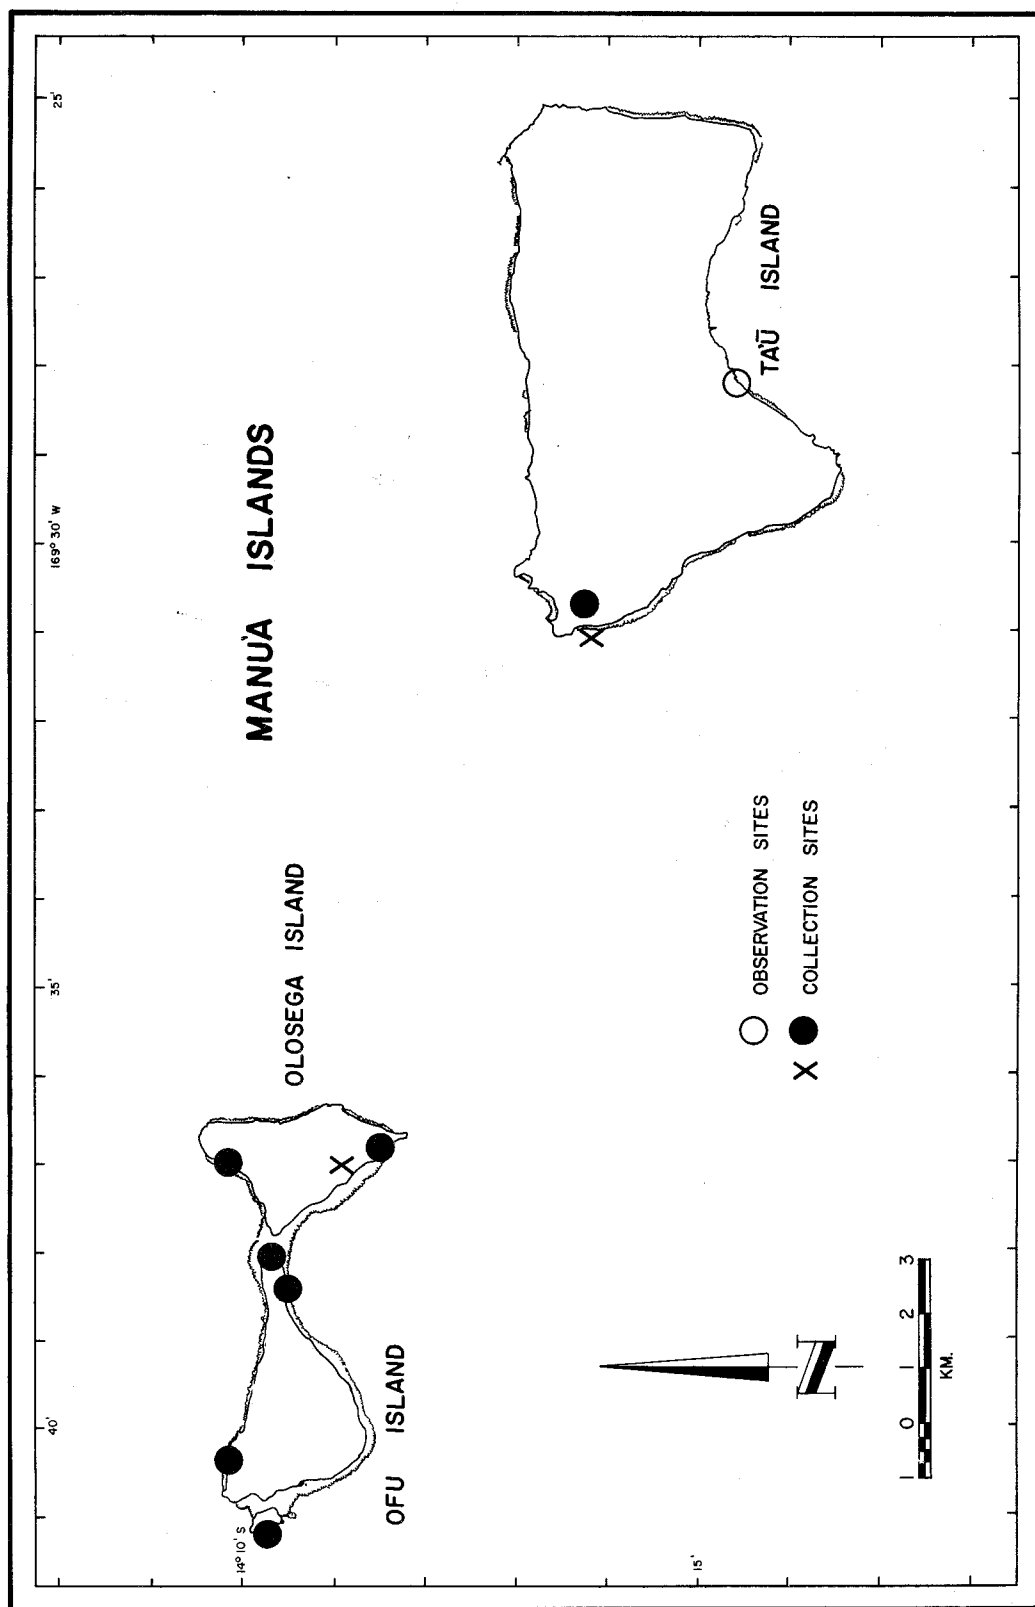 25'
169° 30' W
35'
40'
MANU'A ISLANDS
OLOSEGA ISLAND
OFU ISLAND
TA'Ū ISLAND
14° 10' S
15'
OBSERVATION SITES
X COLLECTION SITES
N
1 0 1 2 3
KM.